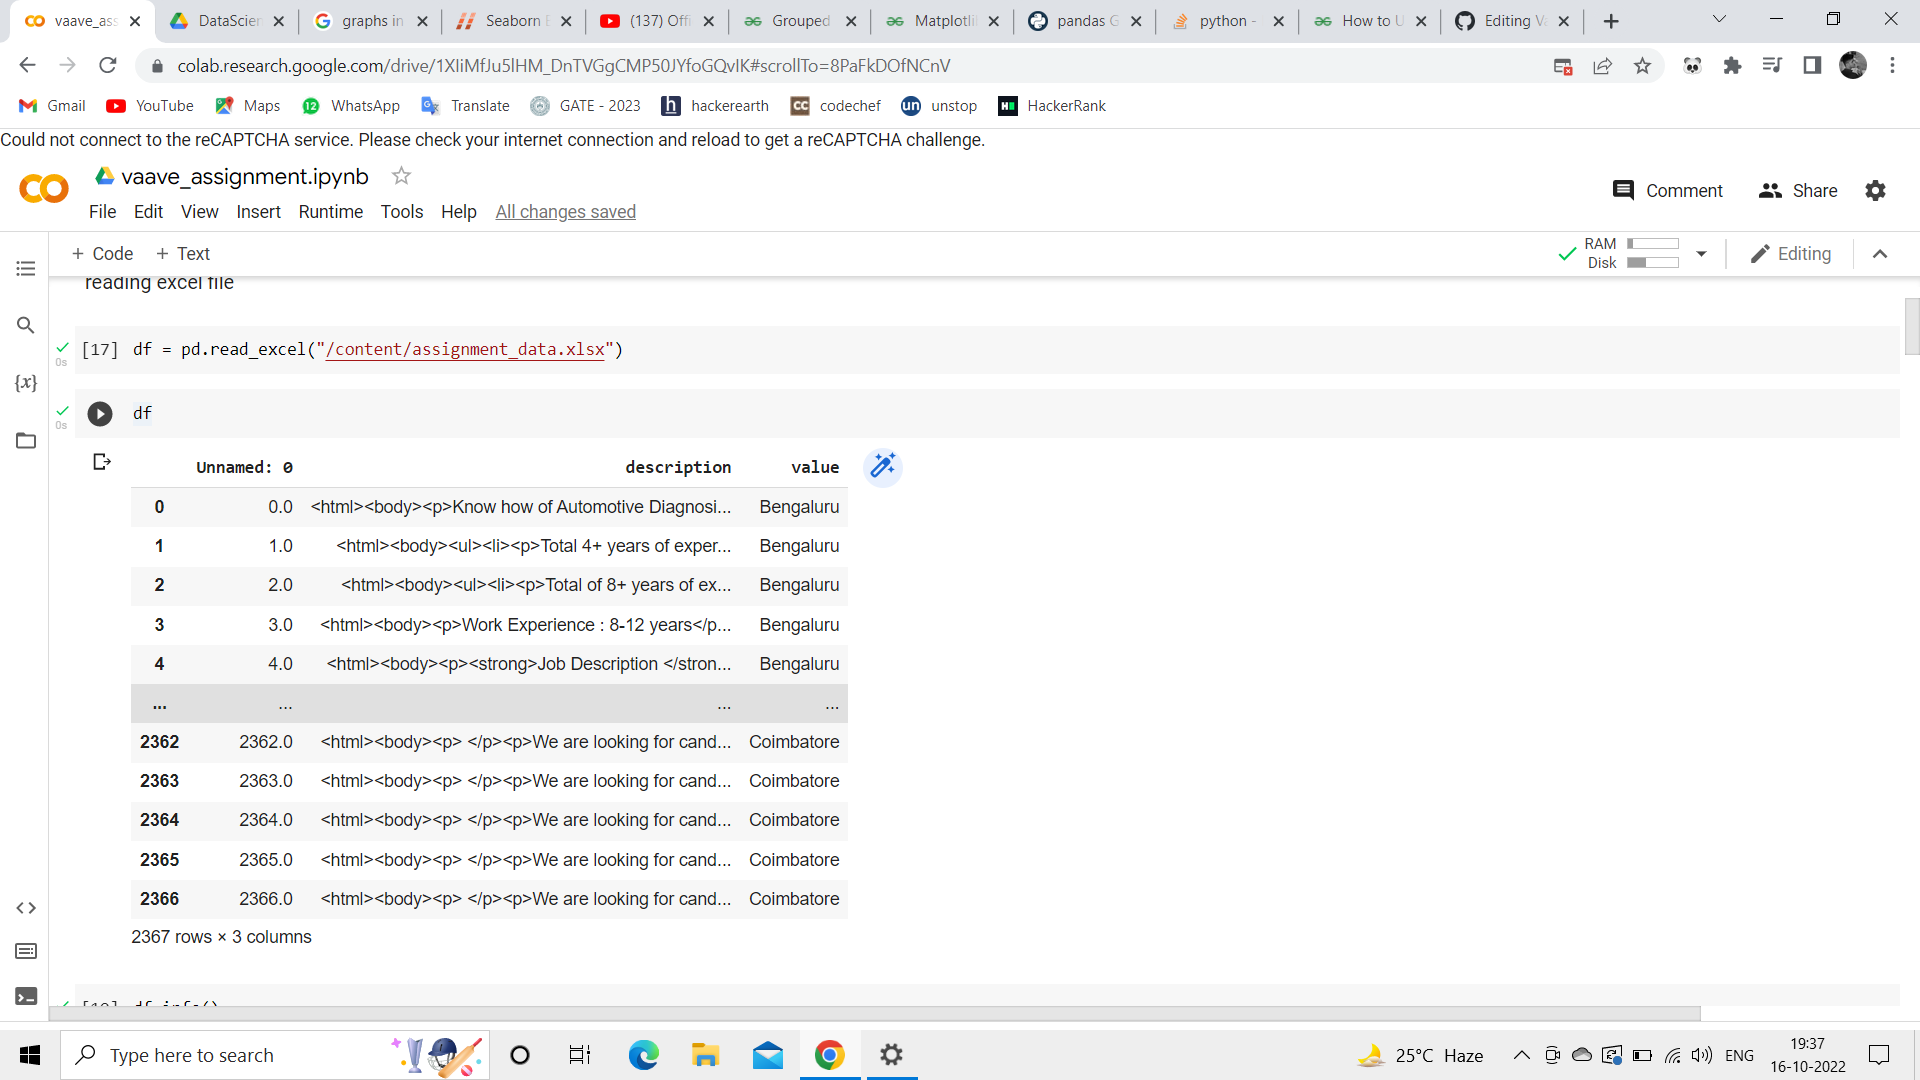 vaave_ass
DataScien
graphs in
Seaborn
(137) Offi
Grouped
Matplotli
pandas G
python -
How to U
Editing Va
colab.research.google.com/drive/1XIiMfJu5lHM_DnTVGgCMP50JYfoGQvIK#scrollTo=8PaFkDOfNCnV
Gmail
YouTube
Maps
12
WhatsApp
Translate
GATE - 2023
h
hackerearth
CC
codechef
un
unstop
HackerRank
Could not connect to the reCAPTCHA service. Please check your internet connection and reload to get a reCAPTCHA challenge.
vaave_assignment.ipynb
Comment
Share
File Edit View Insert Runtime Tools Help All changes saved
+ Code + Text
RAM
Disk
Editing
reading excel file
[17] df = pd.read_excel("/content/assignment_data.xlsx")
0s
{x}
df
0s
Unnamed: 0 description value
0 0.0 <html><body><p>Know how of Automotive Diagnosi... Bengaluru
1 1.0 <html><body><ul><li><p>Total 4+ years of exper... Bengaluru
2 2.0 <html><body><ul><li><p>Total of 8+ years of ex... Bengaluru
3 3.0 <html><body><p>Work Experience : 8-12 years</p... Bengaluru
4 4.0 <html><body><p><strong>Job Description </stron... Bengaluru
... ... ... ...
2362 2362.0 <html><body><p> </p><p>We are looking for cand... Coimbatore
2363 2363.0 <html><body><p> </p><p>We are looking for cand... Coimbatore
2364 2364.0 <html><body><p> </p><p>We are looking for cand... Coimbatore
2365 2365.0 <html><body><p> </p><p>We are looking for cand... Coimbatore
2366 2366.0 <html><body><p> </p><p>We are looking for cand... Coimbatore
2367 rows × 3 columns
df.info()
Type here to search
25°C Haze
ENG
19:37
16-10-2022